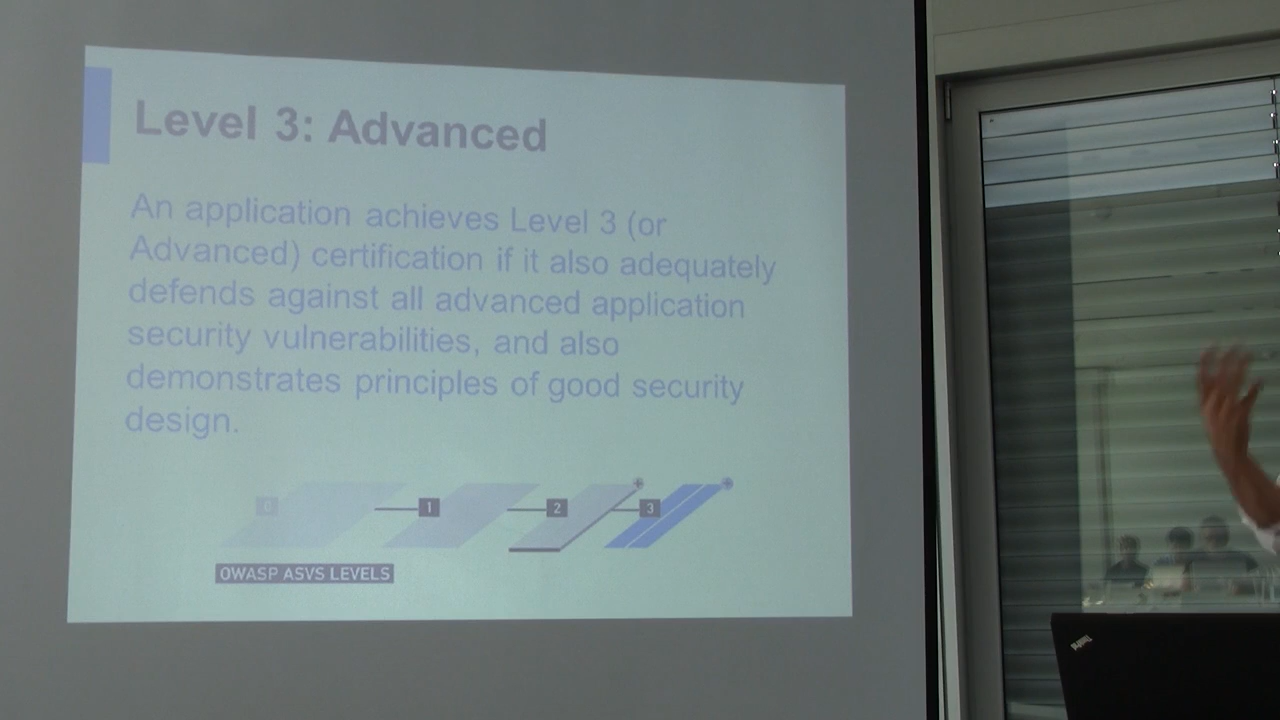 Level 3: Advanced
An application achieves Level 3 (or
Advanced) certification if it also adequately
defends against all advanced application
security vulnerabilities, and also
demonstrates principles of good security
design.
0 1 2 3
OWASP ASVS LEVELS